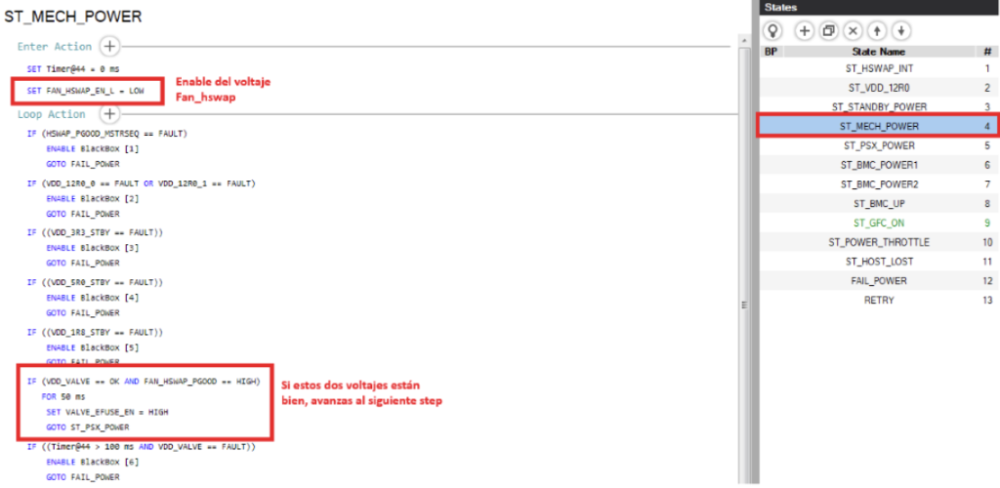 ST_MECH_POWER
Enter Action
SET Timer@44 = 0 ms
SET FAN_HSWAP_EN_L = LOW
Enable del voltaje
Fan_hswap
Loop Action
IF (HSWAP_PGOOD_MSTRSEQ == FAULT)
ENABLE BlackBox [1]
GOTO FAIL_POWER
IF (VDD_12R0_0 == FAULT OR VDD_12R0_1 == FAULT)
ENABLE BlackBox [2]
GOTO FAIL_POWER
IF ((VDD_3R3_STBY == FAULT))
ENABLE BlackBox [3]
GOTO FAIL_POWER
IF ((VDD_5R0_STBY == FAULT))
ENABLE BlackBox [4]
GOTO FAIL_POWER
IF ((VDD_1R8_STBY == FAULT))
ENABLE BlackBox [5]
GOTO FAIL_POWER
IF (VDD_VALVE == OK AND FAN_HSWAP_PGOOD == HIGH)
FOR 50 ms
SET VALVE_EFUSE_EN = HIGH
GOTO ST_PSX_POWER
Si estos dos voltajes están
bien, avanzas al siguiente step
IF ((Timer@44 > 100 ms AND VDD_VALVE == FAULT))
ENABLE BlackBox [6]
GOTO FAIL_POWER
States
BP State Name #
ST_HSWAP_INT 1
ST_VDD_12R0 2
ST_STANDBY_POWER 3
ST_MECH_POWER 4
ST_PSX_POWER 5
ST_BMC_POWER1 6
ST_BMC_POWER2 7
ST_BMC_UP 8
ST_GFC_ON 9
ST_POWER_THROTTLE 10
ST_HOST_LOST 11
FAIL_POWER 12
RETRY 13